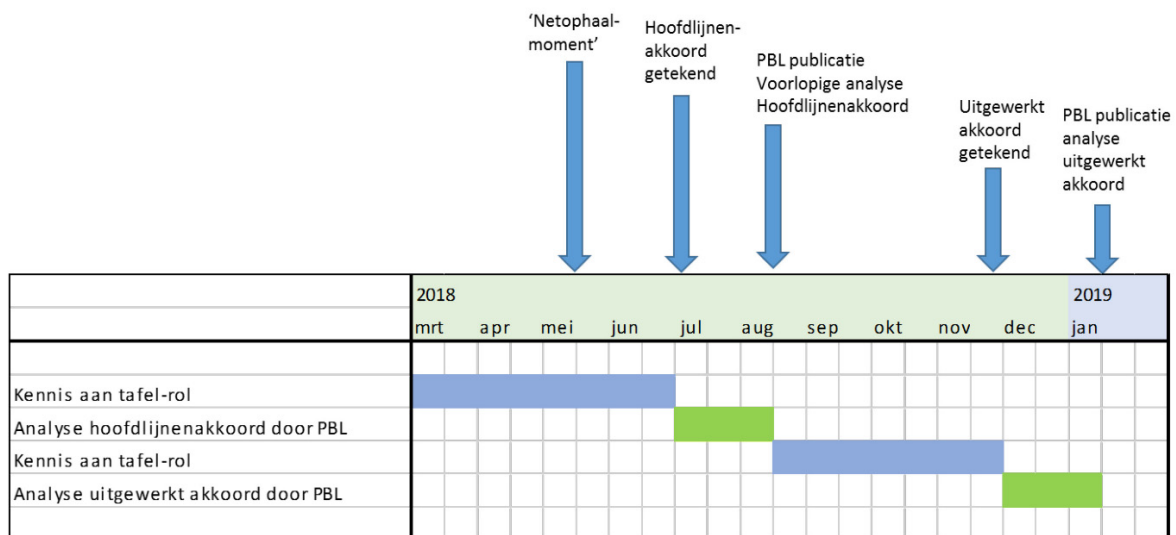 ‘Netophaal-
moment’
Hoofdlijnen-
akkoord
getekend
PBL publicatie
Voorlopige analyse
Hoofdlijnenakkoord
Uitgewerkt
akkoord
getekend
PBL publicatie
analyse
uitgewerkt
akkoord
2018 2019
mrt apr mei jun jul aug sep okt nov dec jan
Kennis aan tafel-rol
Analyse hoofdlijnenakkoord door PBL
Kennis aan tafel-rol
Analyse uitgewerkt akkoord door PBL